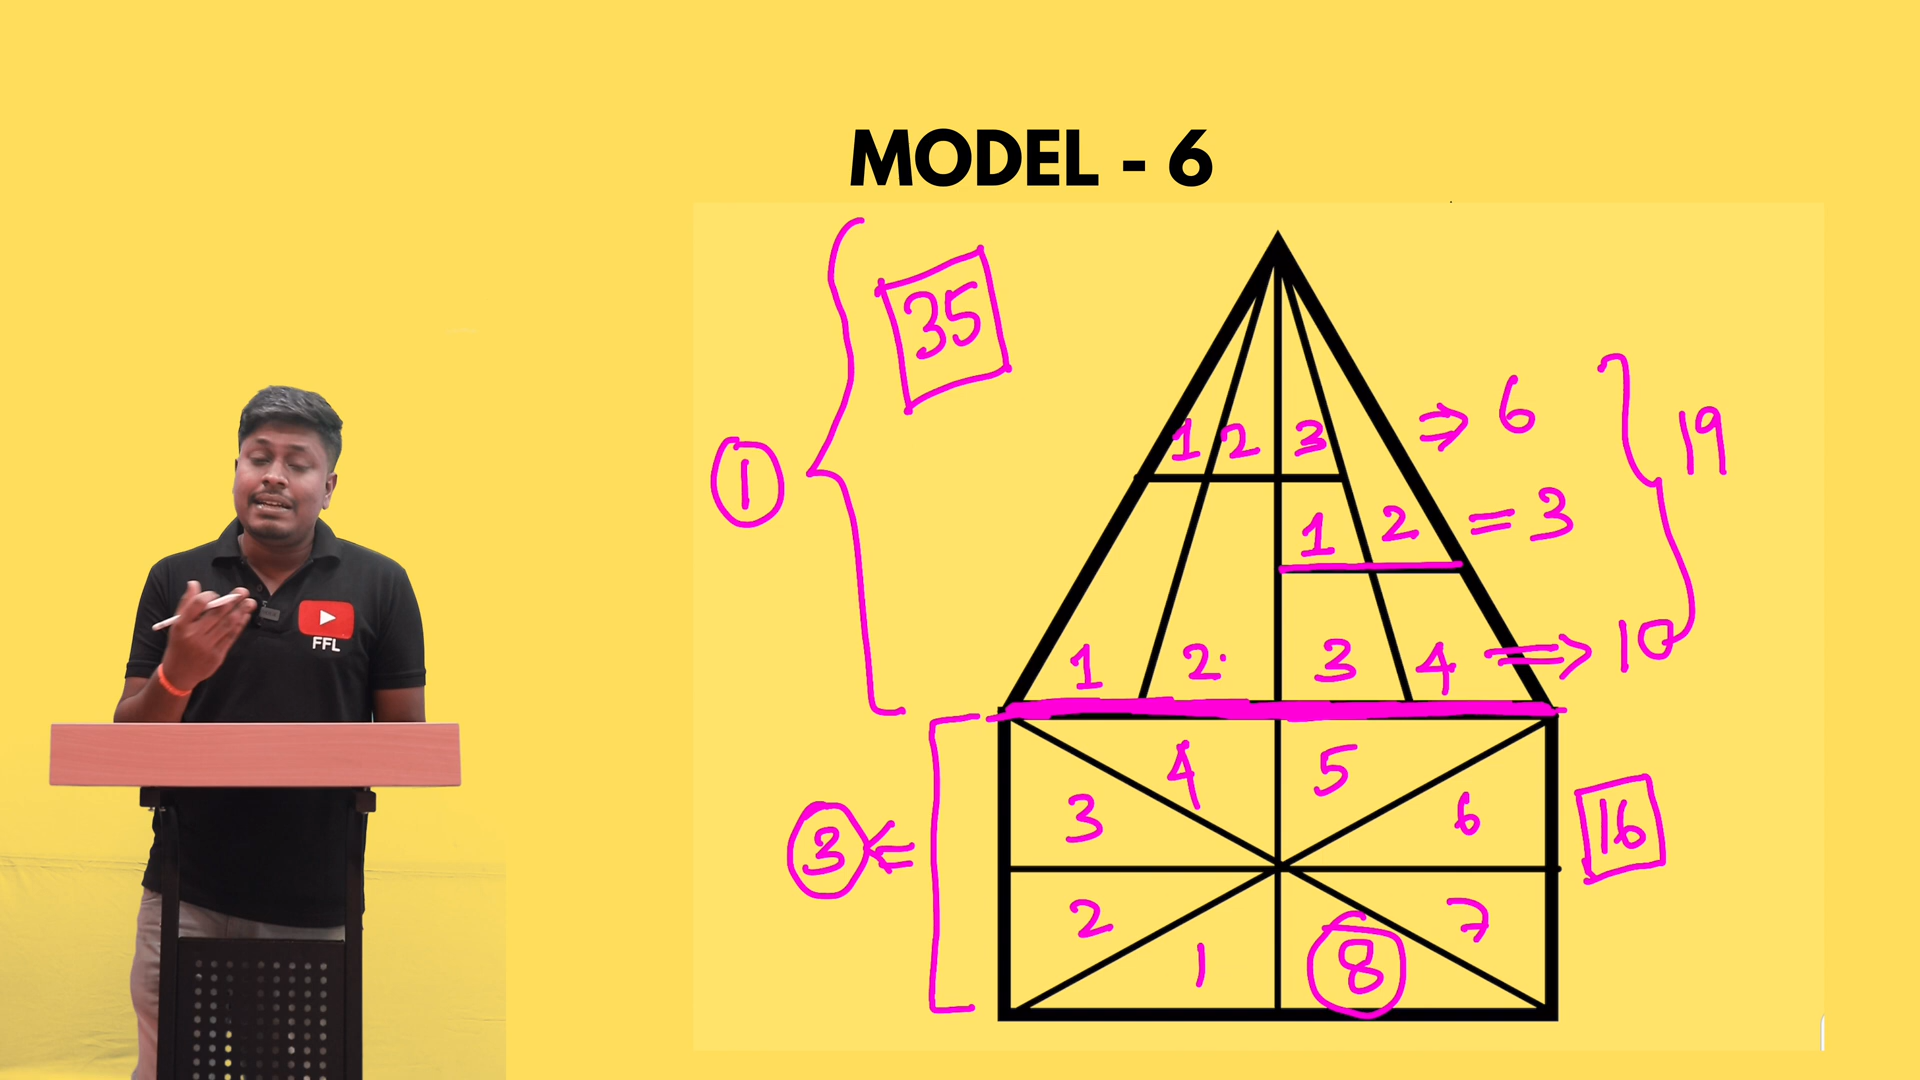 MODEL - 6
35
1 2 3 ⇒ 6
19
1
1 2 = 3
1 2 3 4 ⇒ 10
FFL
4 5
3 6
3 ⇐
16
2 7
1 8